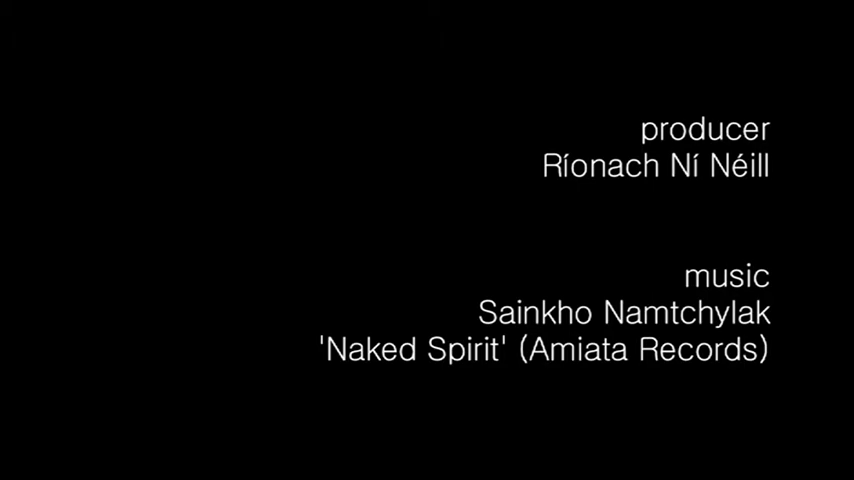 producer
Ríonach Ní Néill
music
Sainkho Namtchylak
'Naked Spirit' (Amiata Records)